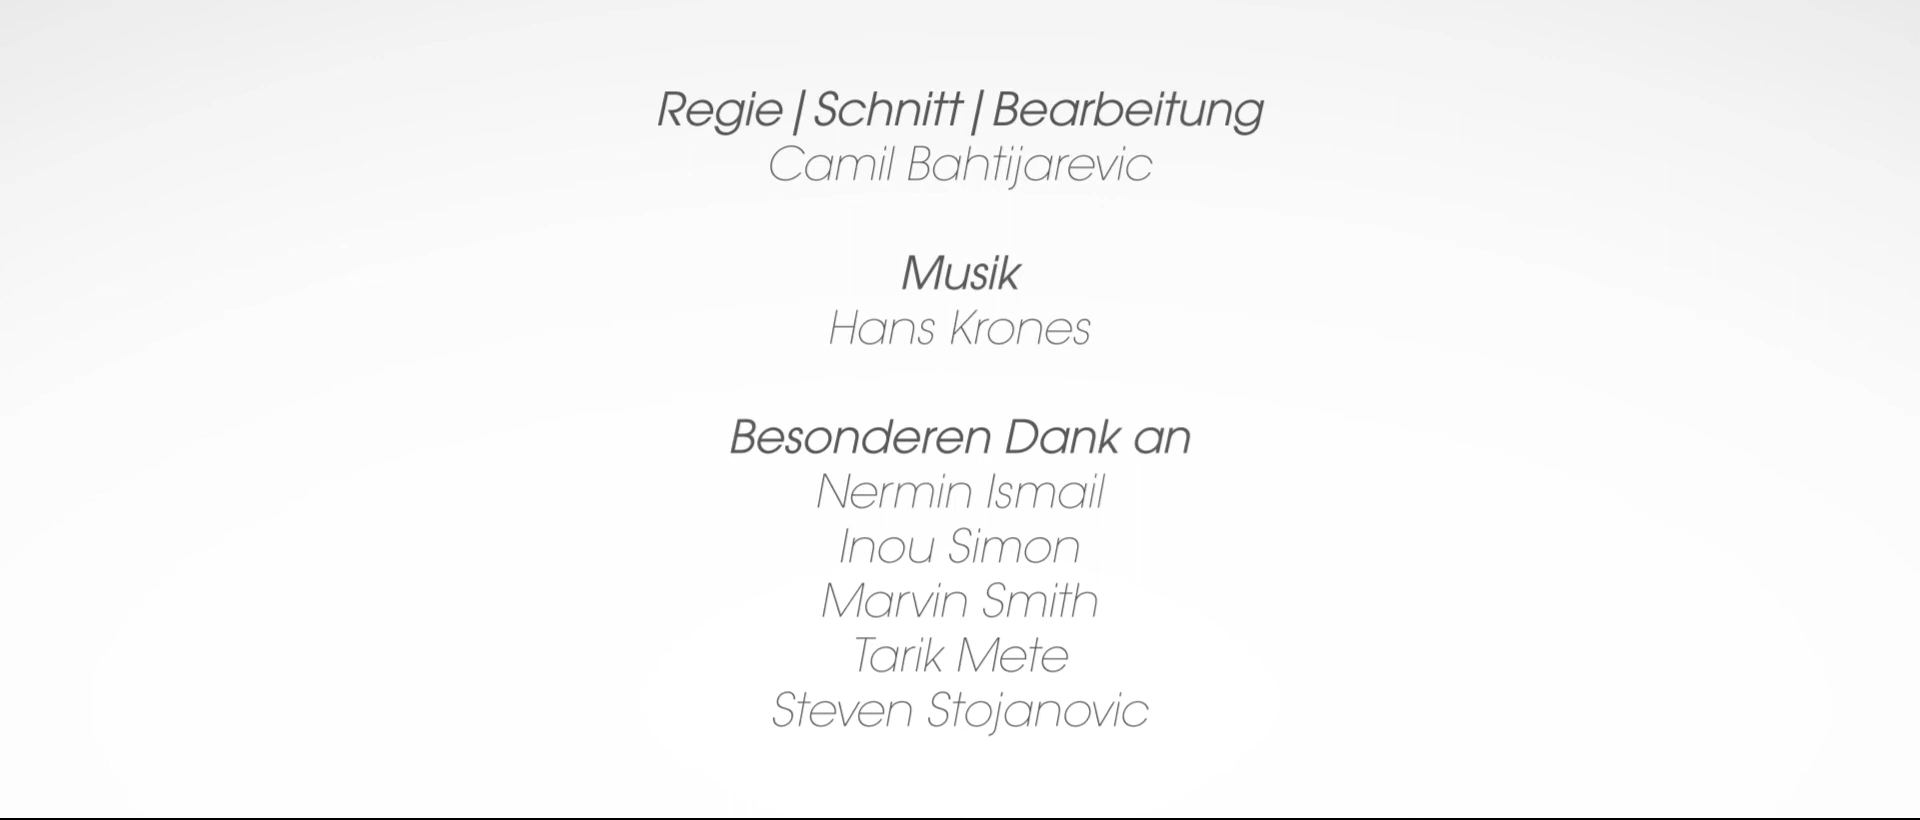 Regie | Schnitt | Bearbeitung
Camil Bahtijarevic
Musik
Hans Krones
Besonderen Dank an
Nermin Ismail
Inou Simon
Marvin Smith
Tarik Mete
Steven Stojanovic